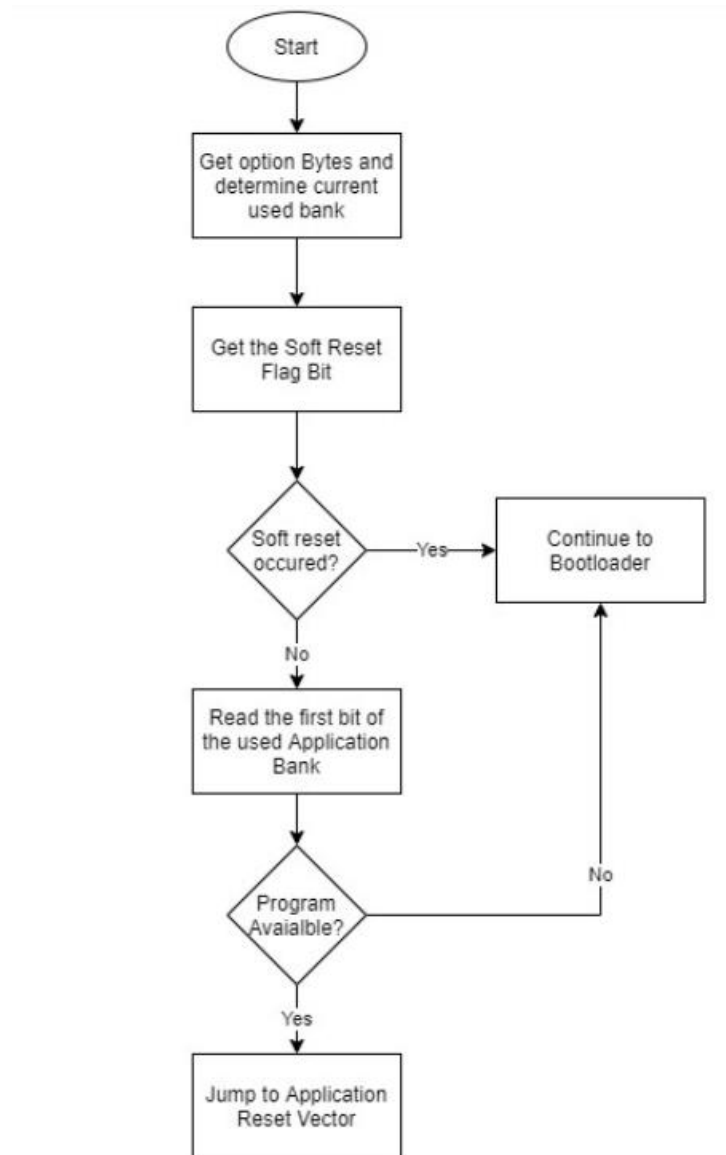 Start
Get option Bytes and
determine current
used bank
Get the Soft Reset
Flag Bit
Soft reset
occured?
Yes
Continue to
Bootloader
No
Read the first bit of
the used Application
Bank
Program
Avaialble?
No
Yes
Jump to Application
Reset Vector